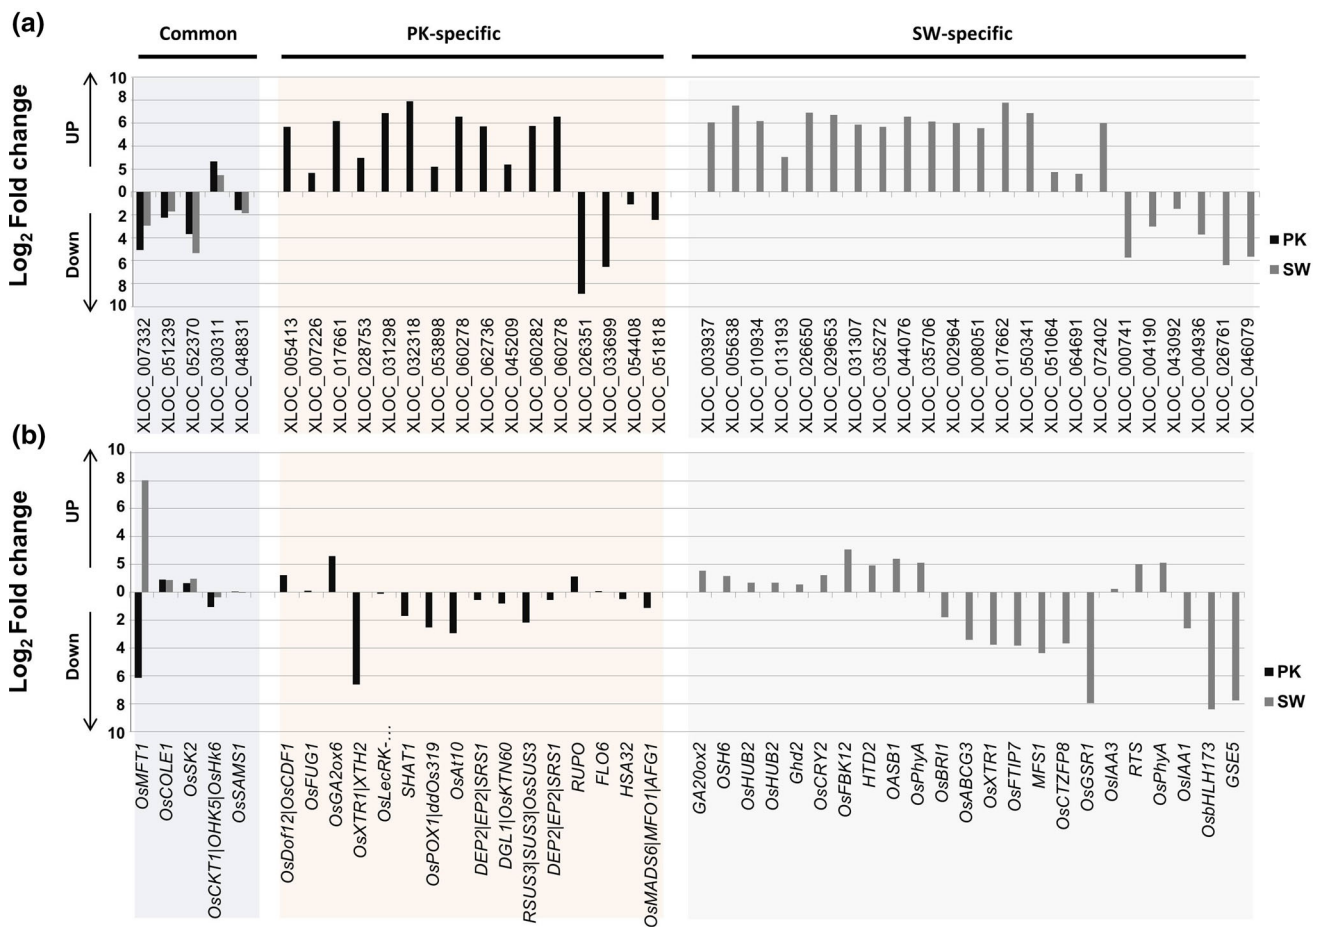 (a)
Common
PK-specific
SW-specific
Log2 Fold change
UP
Down
10
8
6
4
5
0
2
4
6
8
10
PK
SW
XLOC_007332
XLOC_051239
XLOC_052370
XLOC_030311
XLOC_048831
XLOC_005413
XLOC_007226
XLOC_017661
XLOC_028753
XLOC_031298
XLOC_032318
XLOC_053898
XLOC_060278
XLOC_062736
XLOC_045209
XLOC_060282
XLOC_060278
XLOC_026351
XLOC_033699
XLOC_054408
XLOC_051818
XLOC_003937
XLOC_005638
XLOC_010934
XLOC_013193
XLOC_026650
XLOC_029653
XLOC_031307
XLOC_035272
XLOC_044076
XLOC_035706
XLOC_002964
XLOC_008051
XLOC_017662
XLOC_050341
XLOC_051064
XLOC_064691
XLOC_072402
XLOC_000741
XLOC_004190
XLOC_043092
XLOC_004936
XLOC_026761
XLOC_046079
(b)
Log2 Fold change
UP
Down
10
8
6
4
5
0
2
4
6
8
10
PK
SW
OsMFT1
OsCOLE1
OsSK2
OsCKT1|OHK5|OsHk6
OsSAMS1
OsDof12|OsCDF1
OsFUG1
OsGA2ox6
OsXTR1|XTH2
OsLecRK-...
SHAT1
OsPOX1|ddOs319
OsAt10
DEP2|EP2|SRS1
DGL1|OsKTN60
RSUS3|SUS3|OsSUS3
DEP2|EP2|SRS1
RUPO
FLO6
HSA32
OsMADS6|MFO1|AFG1
GA20ox2
OSH6
OsHUB2
OsHUB2
Ghd2
OsCRY2
OsFBK12
HTD2
OASB1
OsPhyA
OsBRI1
OsABCG3
OsXTR1
OsFTIP7
MFS1
OsCTZFP8
OsGSR1
OsIAA3
RTS
OsPhyA
OsIAA1
OsbHLH173
GSE5